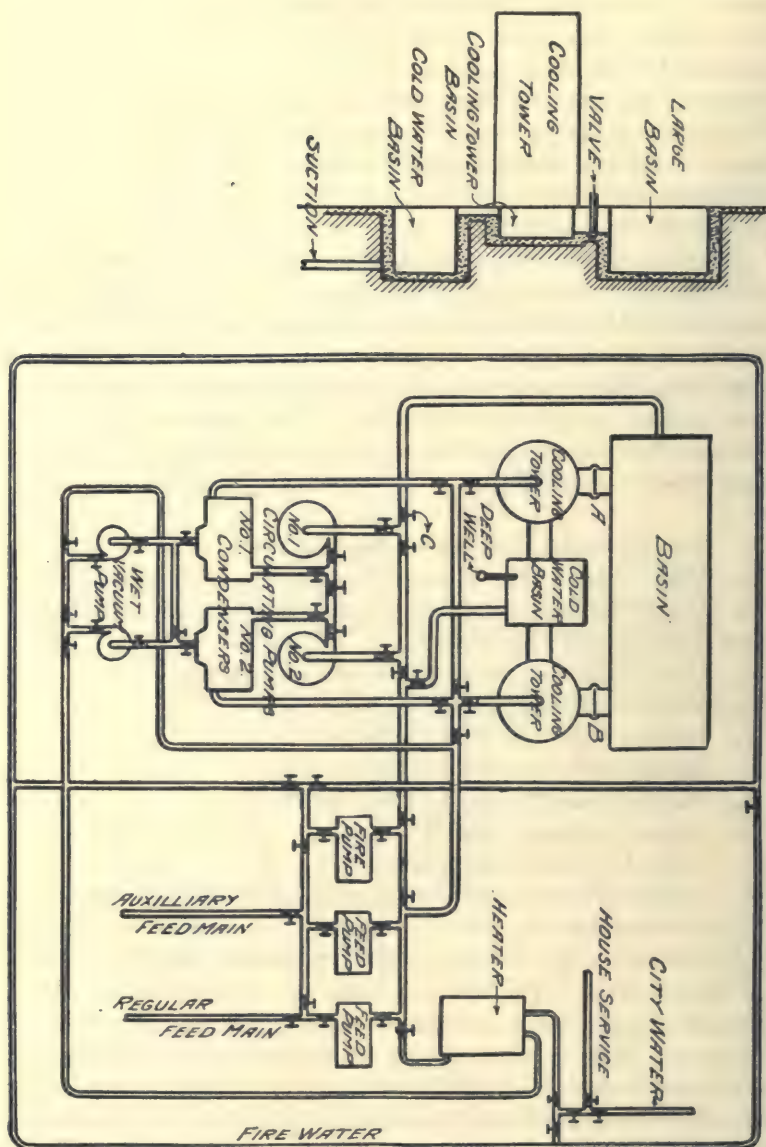 LARGE
BASIN
VALVE
COOLING
TOWER
COOLING TOWER
BASIN
COLD WATER
BASIN
SUCTION
BASIN
A
B
COOLING
TOWER
COLD
WATER
BASIN
COOLING
TOWER
DEEP
WELL
C
No. 1.
No. 2
CIRCULATING PUMPS
No. 1.
No. 2.
CONDENSERS
WET
VACUUM
PUMP
FIRE
PUMP
FEED
PUMP
FEED
PUMP
AUXILLIARY
FEED MAIN
REGULAR
FEED MAIN
HEATER
HOUSE SERVICE
CITY WATER
FIRE WATER